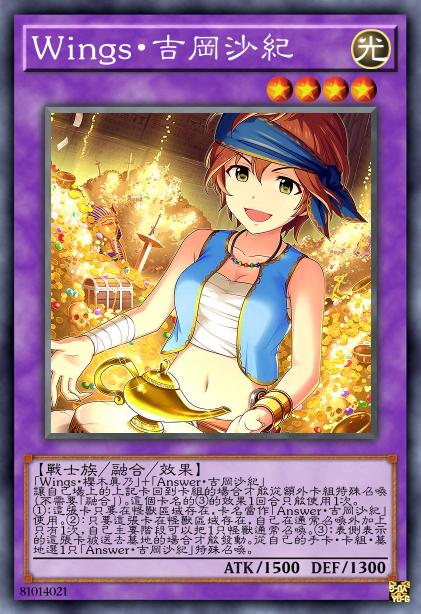 Wings・吉岡沙紀
光
【戰士族／融合／效果】
「Wings・櫻木真乃」+「Answer・吉岡沙紀」
讓自己場上的上記卡回到卡組的場合才能從額外卡組特殊召喚
(不需要「融合」)。這個卡名的③的效果1回合只能使用1次。
①：這張卡只要在怪獸區域存在，卡名當作「Answer・吉岡沙紀」
使用。②：只要這張卡在怪獸區域存在，自己在通常召喚外加上
只有1次，自己主要階段可以把1只怪獸通常召喚。③：表側表示
的這張卡被送去墓地的場合才能發動。從自己的手卡・卡組・墓
地選1只「Answer・吉岡沙紀」特殊召喚。
ATK/1500 DEF/1300
81014021